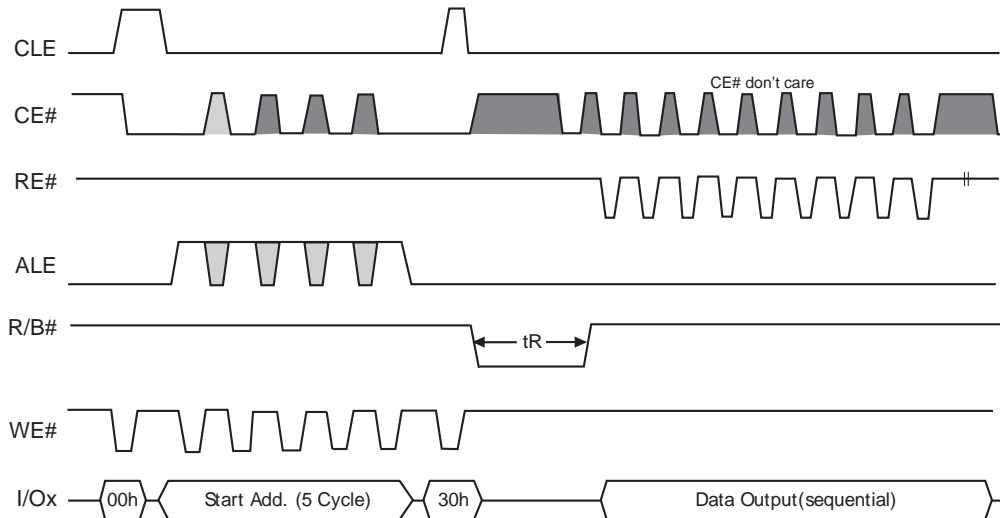 CLE
CE# don't care
CE#
RE#
ALE
R/B#
tR
WE#
I/Ox
00h
Start Add. (5 Cycle)
30h
Data Output(sequential)